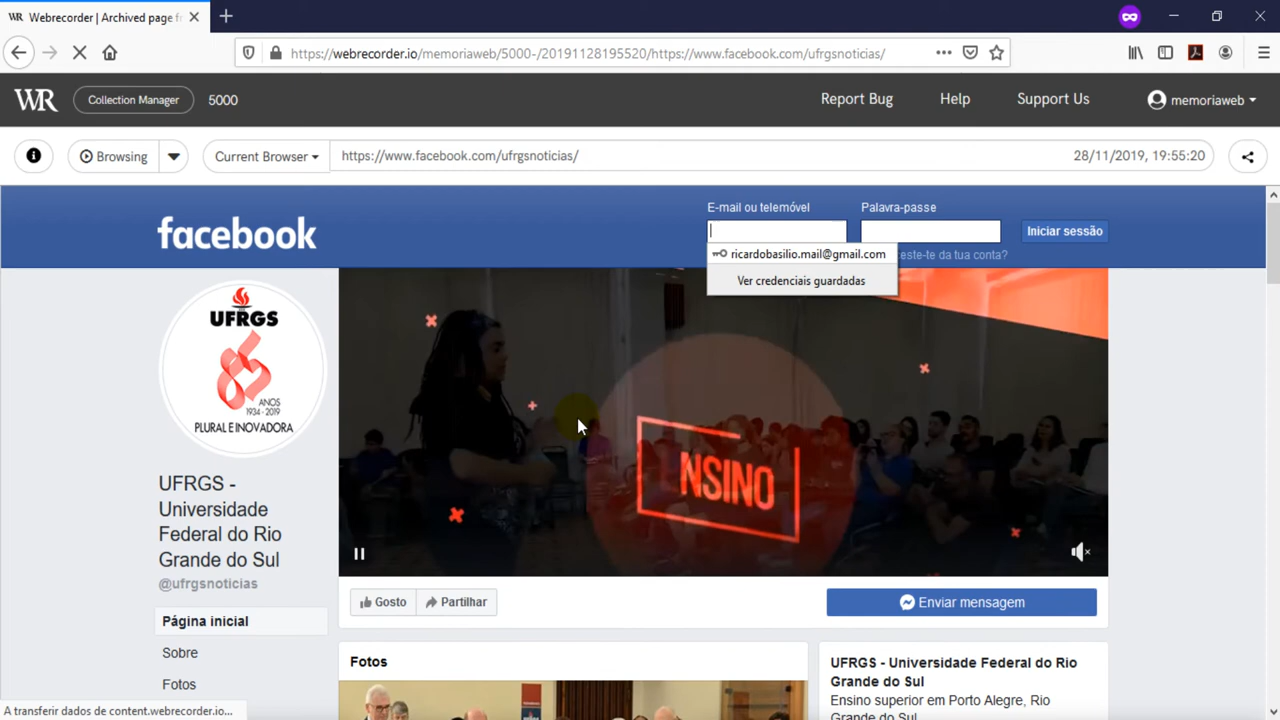 WR Webrecorder | Archived page f
https://webrecorder.io/memoriaweb/5000-/20191128195520/https://www.facebook.com/ufrgsnoticias/
WR Collection Manager 5000 Report Bug Help Support Us memoriaweb
Browsing Current Browser https://www.facebook.com/ufrgsnoticias/ 28/11/2019, 19:55:20
E-mail ou telemóvel Palavra-passe
facebook Iniciar sessão
ricardobasilio.mail@gmail.com este-te da tua conta?
Ver credenciais guardadas
UFRGS
86
ANOS
1934 - 2019
PLURAL E INOVADORA
NSINO
UFRGS -
Universidade
Federal do Rio
Grande do Sul
@ufrgsnoticias
Gosto Partilhar Enviar mensagem
Página inicial
Sobre
Fotos
Fotos
UFRGS - Universidade Federal do Rio
Grande do Sul
Ensino superior em Porto Alegre, Rio
Grande do Sul
A transferir dados de content.webrecorder.io...